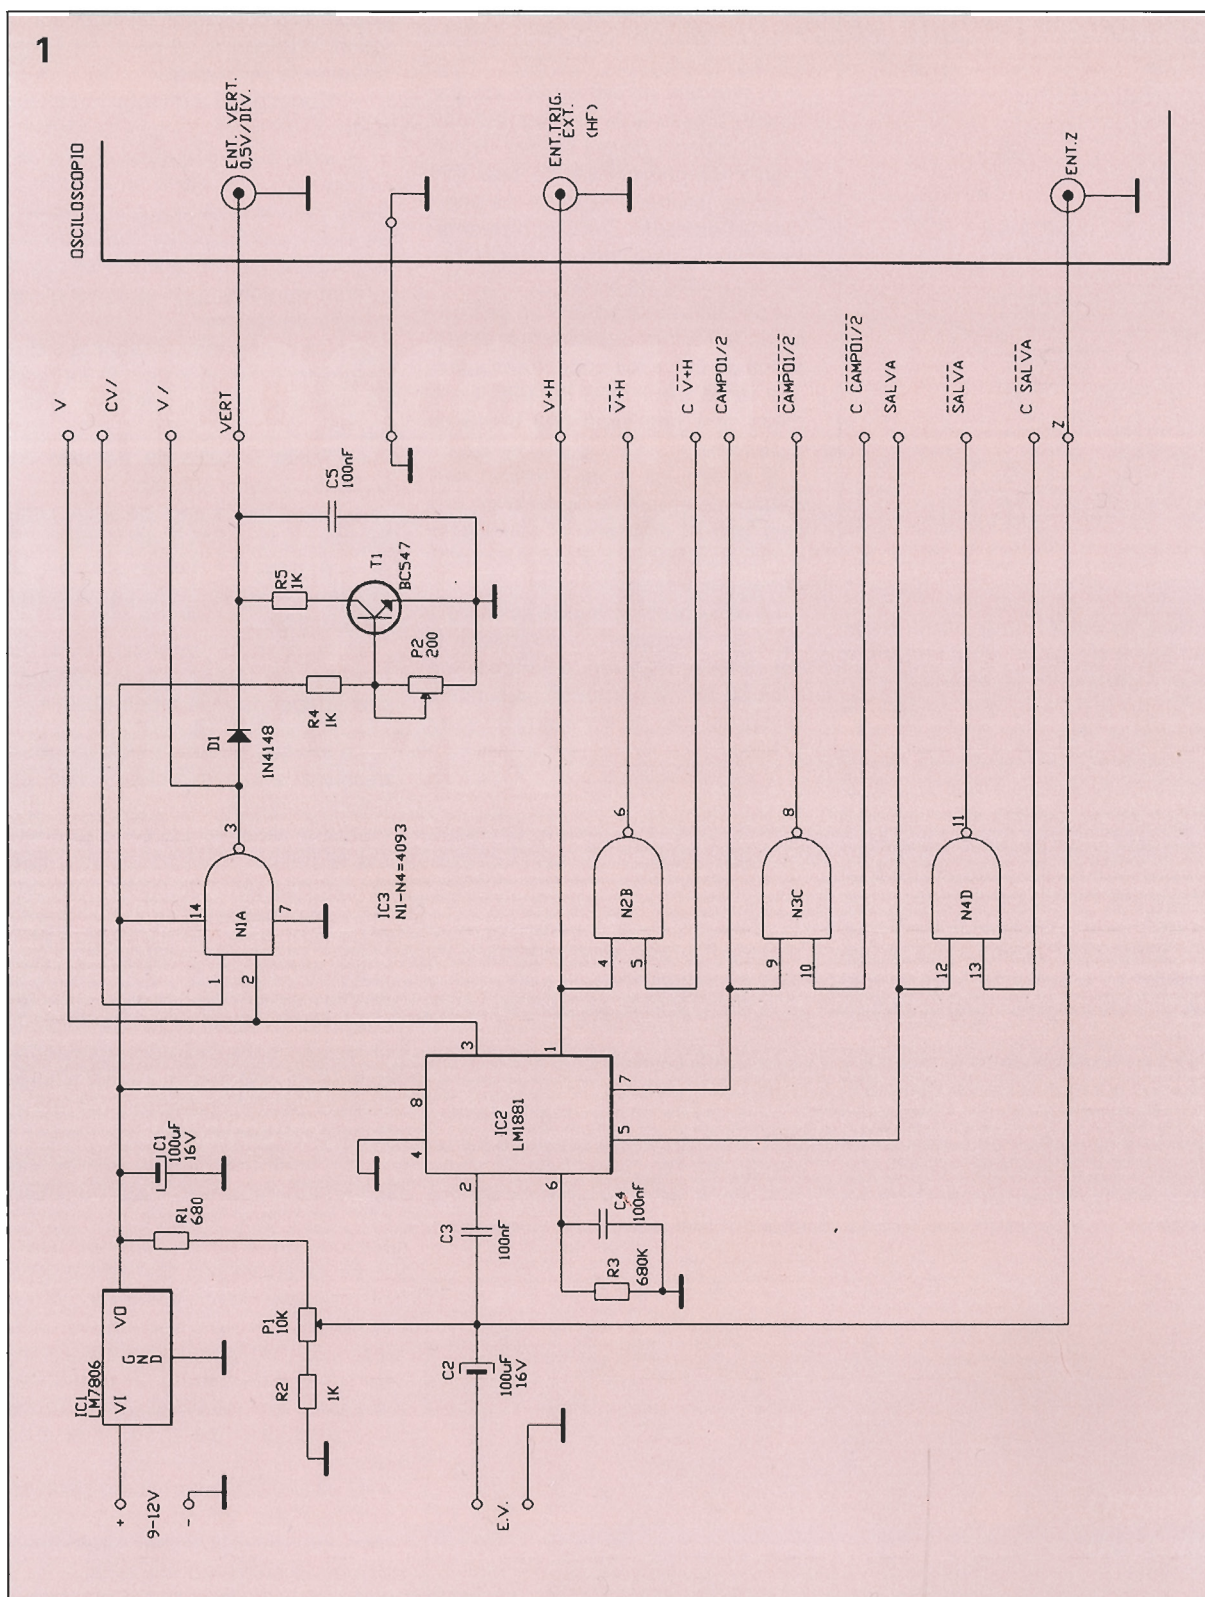 1
OSCILOSCOPIO
ENT. VERT.
0,5V/DIV.
ENT.TRIG.
EXT.
(HF)
ENT.Z
V
CV/
V/
VERT
V+H
V+H
C V+H
CAMPO1/2
CAMPO1/2
C CAMPO1/2
SALVA
SALVA
C SALVA
Z
C5
100nF
R5
1K
T1
BC547
P2
200
R4
1K
D1
1N4148
3
14
N1A
7
1
2
IC3
N1-N4=4093
6
N2B
4
5
8
N3C
9
10
11
N4D
12
13
3
1
8
7
IC2
LM1881
4
5
2
6
C1
100uF
16V
R1
680
C3
100nF
C4
100nF
R3
680K
IC1
LM7806
VO
G
N
D
VI
P1
10K
R2
1K
C2
100uF
16V
+
9-12V
-
E.V.